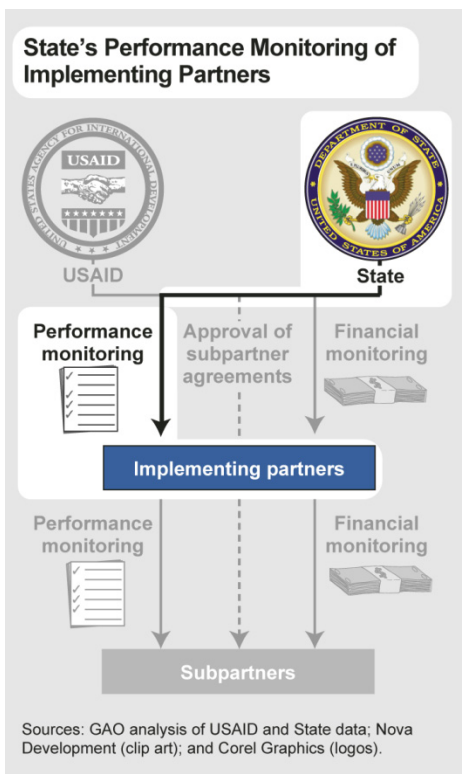 State's Performance Monitoring of
Implementing Partners
UNITED STATES AGENCY FOR INTERNATIONAL DEVELOPMENT
USAID
DEPARTMENT OF STATE
UNITED STATES OF AMERICA
USAID
State
Performance
monitoring
Approval of
subpartner
agreements
Financial
monitoring
Implementing partners
Performance
monitoring
Financial
monitoring
Subpartners
Sources: GAO analysis of USAID and State data; Nova
Development (clip art); and Corel Graphics (logos).